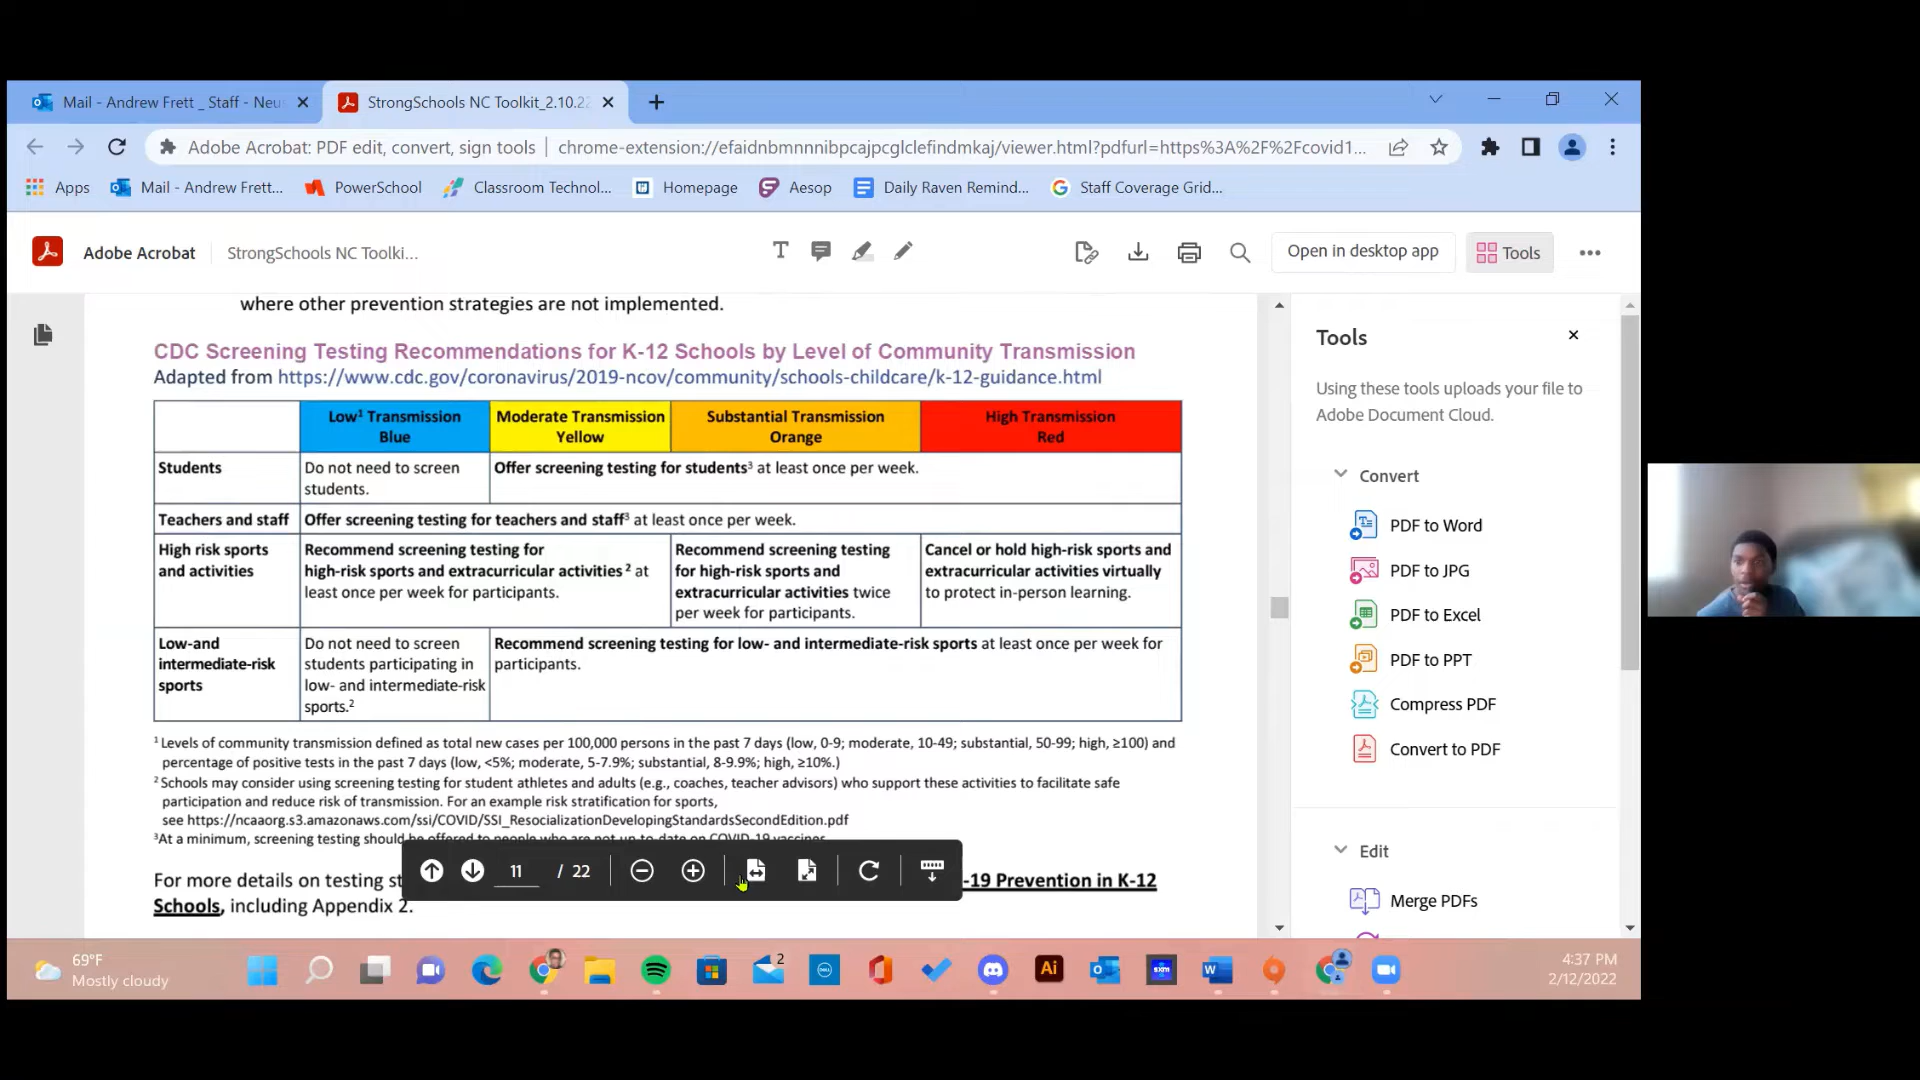 Mail - Andrew Frett _ Staff - Neu
StrongSchools NC Toolkit_2.10.22
Adobe Acrobat: PDF edit, convert, sign tools
chrome-extension://efaidnbmnnnibpcajpcglclefindmkaj/viewer.html?pdfurl=https%3A%2F%2Fcovid1...
Apps
Mail - Andrew Frett...
PowerSchool
Classroom Technol...
Homepage
Aesop
Daily Raven Remind...
Staff Coverage Grid...
Adobe Acrobat
StrongSchools NC Toolki...
Open in desktop app
Tools
where other prevention strategies are not implemented.
CDC Screening Testing Recommendations for K-12 Schools by Level of Community Transmission
Adapted from https://www.cdc.gov/coronavirus/2019-ncov/community/schools-childcare/k-12-guidance.html
Low¹ Transmission
Blue
Moderate Transmission
Yellow
Substantial Transmission
Orange
High Transmission
Red
Students
Do not need to screen
students.
Offer screening testing for students³ at least once per week.
Teachers and staff
Offer screening testing for teachers and staff³ at least once per week.
High risk sports
and activities
Recommend screening testing for
high-risk sports and extracurricular activities ² at
least once per week for participants.
Recommend screening testing
for high-risk sports and
extracurricular activities twice
per week for participants.
Cancel or hold high-risk sports and
extracurricular activities virtually
to protect in-person learning.
Low-and
intermediate-risk
sports
Do not need to screen
students participating in
low- and intermediate-risk
sports.²
Recommend screening testing for low- and intermediate-risk sports at least once per week for
participants.
¹ Levels of community transmission defined as total new cases per 100,000 persons in the past 7 days (low, 0-9; moderate, 10-49; substantial, 50-99; high, ≥100) and
percentage of positive tests in the past 7 days (low, <5%; moderate, 5-7.9%; substantial, 8-9.9%; high, ≥10%.)
² Schools may consider using screening testing for student athletes and adults (e.g., coaches, teacher advisors) who support these activities to facilitate safe
participation and reduce risk of transmission. For an example risk stratification for sports,
see https://ncaaorg.s3.amazonaws.com/ssi/COVID/SSI_ResocializationDevelopingStandardsSecondEdition.pdf
³At a minimum, screening testing should be offered to people who are not up-to-date on COVID-19 vaccines
For more details on testing st
-19 Prevention in K-12
Schools, including Appendix 2.
11 / 22
Tools
Using these tools uploads your file to
Adobe Document Cloud.
Convert
PDF to Word
PDF to JPG
PDF to Excel
PDF to PPT
Compress PDF
Convert to PDF
Edit
Merge PDFs
69°F
Mostly cloudy
2
Ai
4:37 PM
2/12/2022